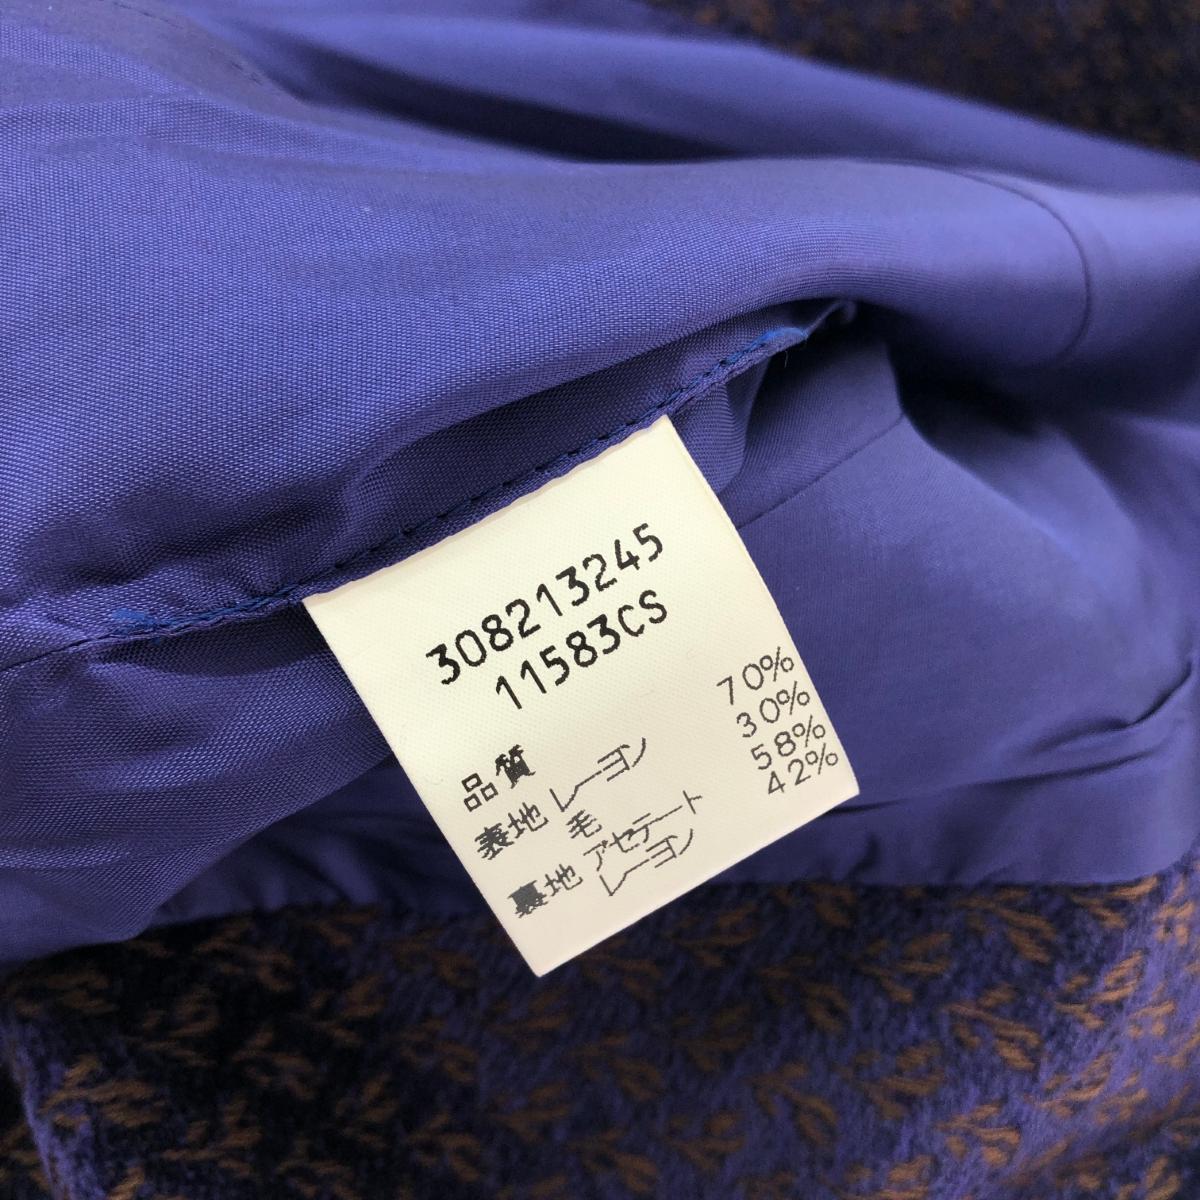 308213245
11583CS
品質
表地 レーヨン 70%
毛 30%
裏地 アセテート 58%
レーヨン 42%